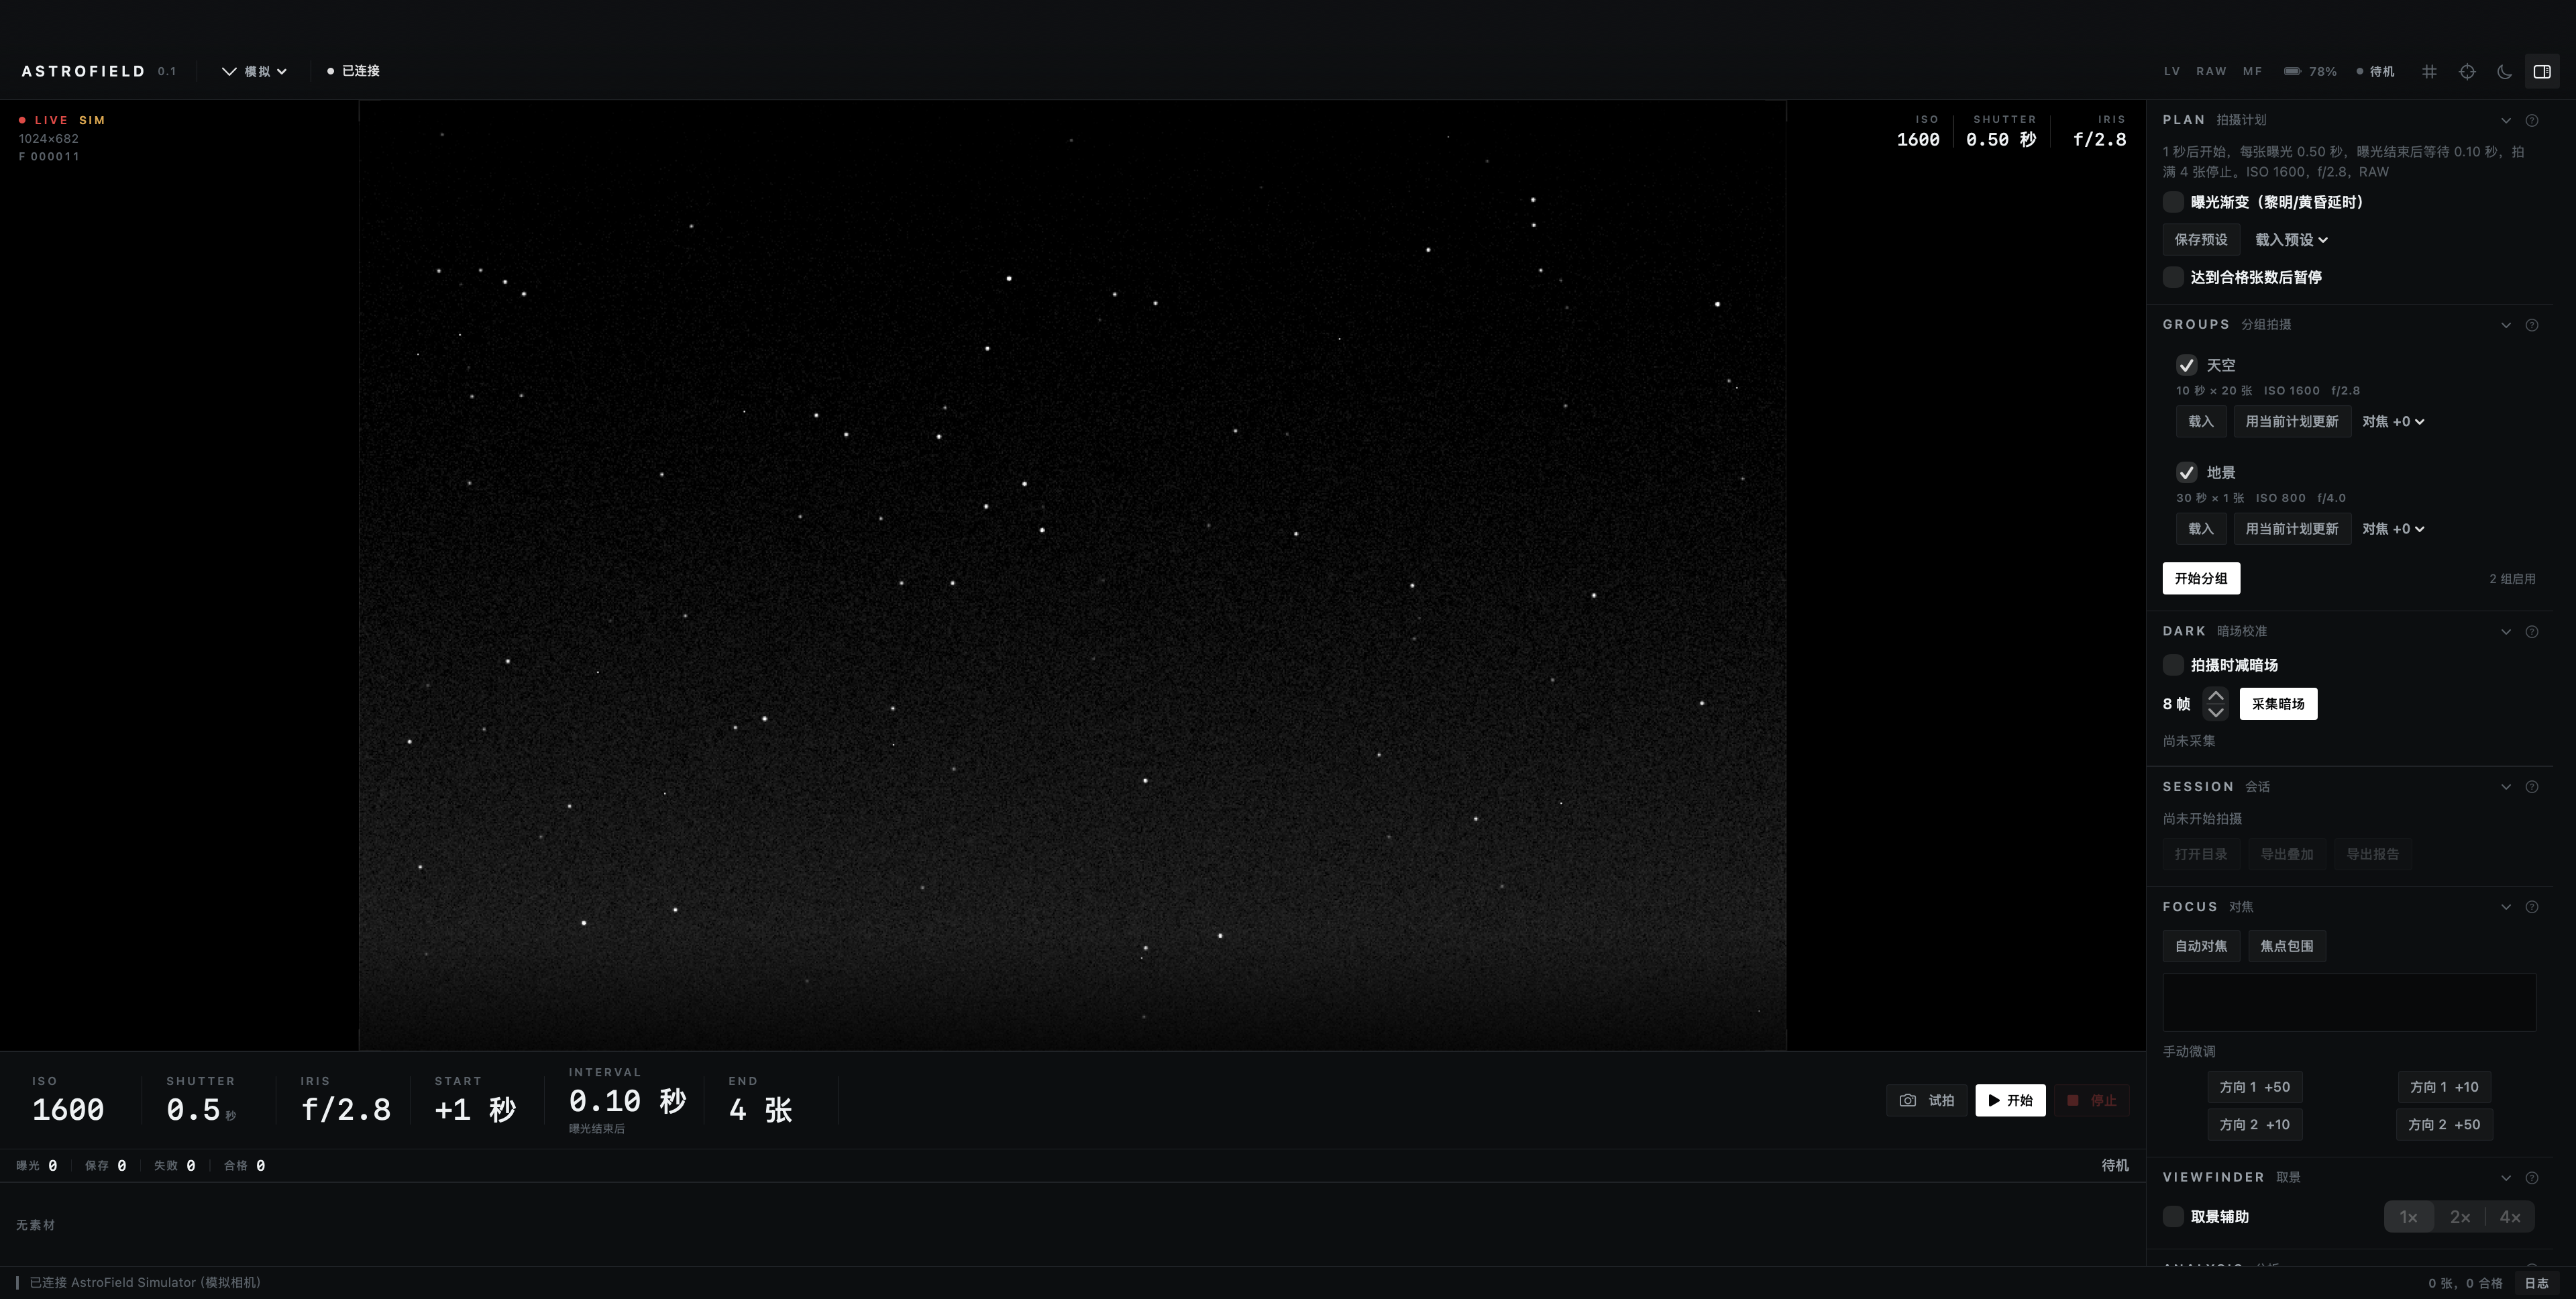 ASTROFIELD 0.1 模拟 已连接
LV RAW MF 78% 待机
LIVE SIM
1024×682
F 000011
ISO SHUTTER IRIS
1600 0.50 秒 f/2.8
PLAN 拍摄计划
1 秒后开始，每张曝光 0.50 秒，曝光结束后等待 0.10 秒，拍
满 4 张停止。ISO 1600，f/2.8，RAW
曝光渐变（黎明/黄昏延时）
保存预设 载入预设
达到合格张数后暂停
GROUPS 分组拍摄
天空
10 秒 × 20 张 ISO 1600 f/2.8
载入 用当前计划更新 对焦 +0
地景
30 秒 × 1 张 ISO 800 f/4.0
载入 用当前计划更新 对焦 +0
开始分组 2 组启用
DARK 暗场校准
拍摄时减暗场
8 帧 采集暗场
尚未采集
SESSION 会话
尚未开始拍摄
打开目录 导出叠加 导出报告
FOCUS 对焦
自动对焦 焦点包围
手动微调
方向 1 +50 方向 1 +10
方向 2 +10 方向 2 +50
VIEWFINDER 取景
取景辅助 1× 2× 4×
ISO SHUTTER IRIS START INTERVAL END
1600 0.5 秒 f/2.8 +1 秒 0.10 秒 4 张
曝光结束后
试拍 开始 停止
曝光 0 保存 0 失败 0 合格 0 待机
无素材
已连接 AstroField Simulator (模拟相机)
0 张，0 合格 日志